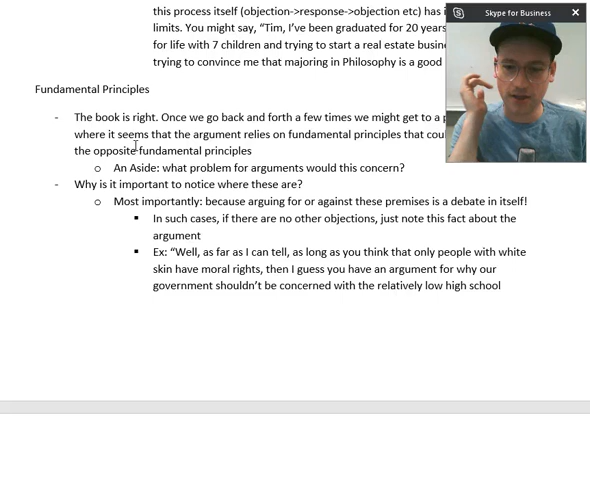 this process itself (objection->response->objection etc) has
limits. You might say, “Tim, I’ve been graduated for 20 years
for life with 7 children and trying to start a real estate
trying to convince me that majoring in Philosophy is a good
Skype for Business
Fundamental Principles
- The book is right. Once we go back and forth a few times we might get to a
where it seems that the argument relies on fundamental principles that
the opposite fundamental principles
o An Aside: what problem for arguments would this concern?
- Why is it important to notice where these are?
o Most importantly: because arguing for or against these premises is a debate in itself!
▪ In such cases, if there are no other objections, just note this fact about the
argument
▪ Ex: “Well, as far as I can tell, as long as you think that only people with white
skin have moral rights, then I guess you have an argument for why our
government shouldn’t be concerned with the relatively low high school